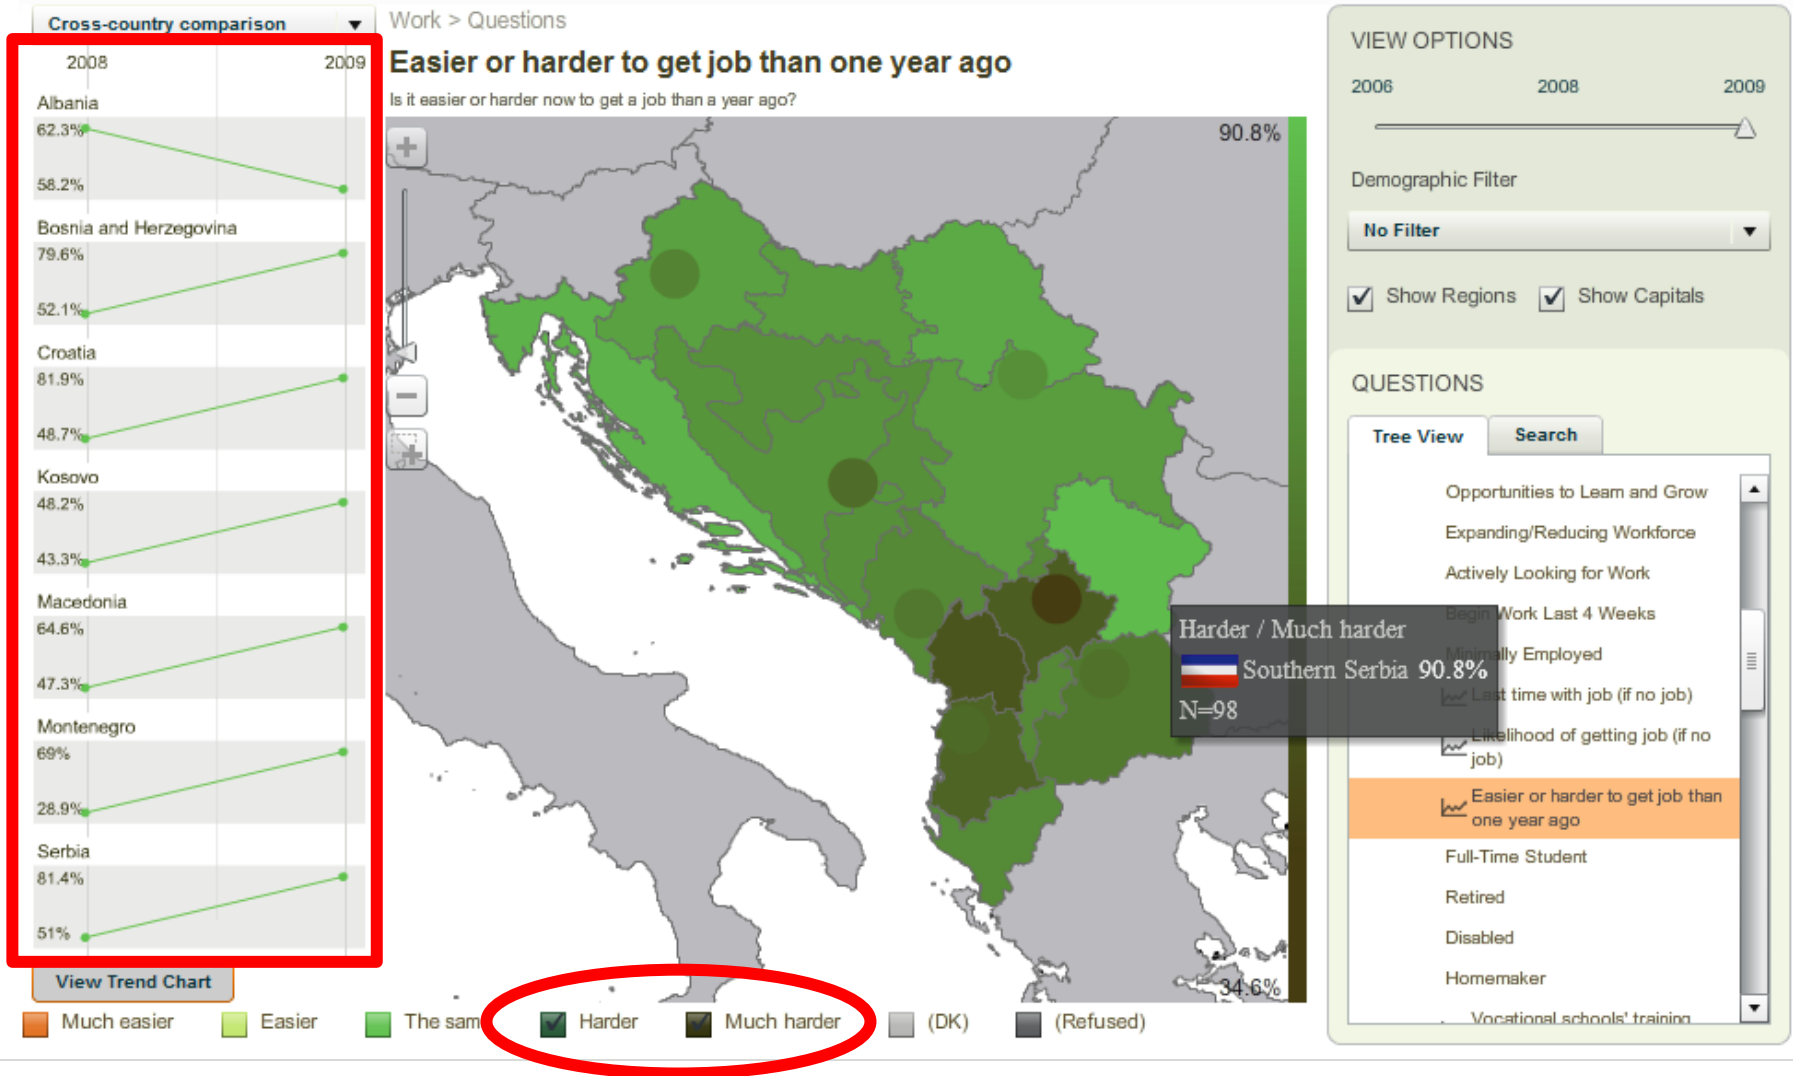 Cross-country comparison
2008 2009
Albania
62.3%
58.2%
Bosnia and Herzegovina
79.6%
52.1%
Croatia
81.9%
48.7%
Kosovo
48.2%
43.3%
Macedonia
64.6%
47.3%
Montenegro
69%
28.9%
Serbia
81.4%
51%
View Trend Chart
Work > Questions
Easier or harder to get job than one year ago
Is it easier or harder now to get a job than a year ago?
90.8%
34.6%
Harder / Much harder
Southern Serbia 90.8%
N=98
Much easier Easier The sam Harder Much harder (DK) (Refused)
VIEW OPTIONS
2006 2008 2009
Demographic Filter
No Filter
Show Regions Show Capitals
QUESTIONS
Tree View Search
Opportunities to Learn and Grow
Expanding/Reducing Workforce
Actively Looking for Work
Begin Work Last 4 Weeks
Minimally Employed
Last time with job (if no job)
Likelihood of getting job (if no
job)
Easier or harder to get job than
one year ago
Full-Time Student
Retired
Disabled
Homemaker
Vocational schools' training